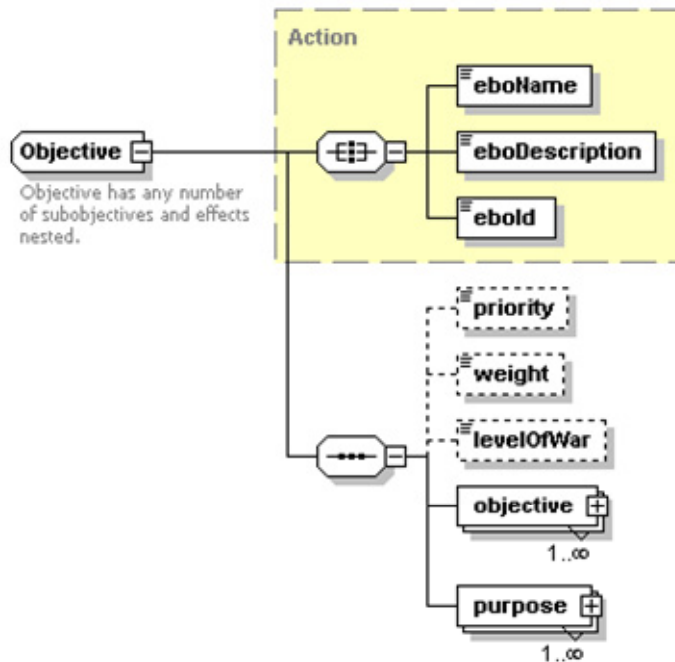 Action
eboName
Objective
eboDescription
Objective has any number
of subobjectives and effects
nested.
eboId
priority
weight
levelOfWar
objective
1..∞
purpose
1..∞